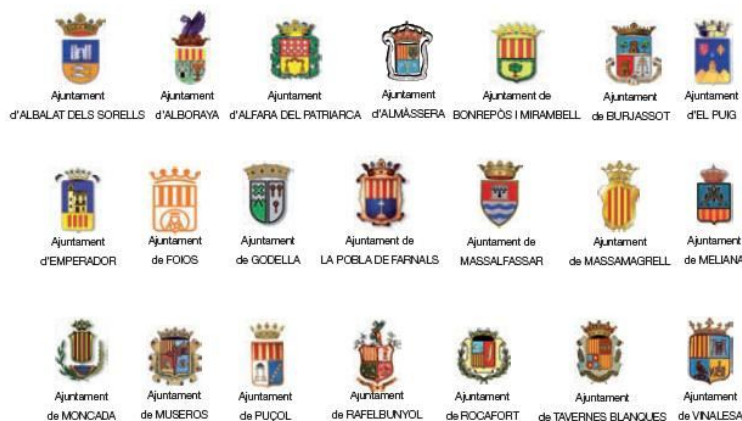 Ajuntament
d'ALBALAT DELS SORELLS
Ajuntament
d'ALBORAYA
Ajuntament
d'ALFARA DEL PATRIARCA
Ajuntament
d'ALMÀSSERA
Ajuntament de
BONREPÒS I MIRAMBELL
Ajuntament
de BURJASSOT
Ajuntament
d'EL PUIG
Ajuntament
d'EMPERADOR
Ajuntament
de FOIOS
Ajuntament
de GODELLA
Ajuntament de
LA POBLA DE FARNALS
Ajuntament de
MASSALFASSAR
Ajuntament
de MASSAMAGRELL
Ajuntament
de MELIANA
Ajuntament
de MONCADA
Ajuntament
de MUSEROS
Ajuntament
de PUÇOL
Ajuntament
de RAFELBUNYOL
Ajuntament
de ROCAFORT
Ajuntament
de TAVERNES BLANQUES
Ajuntament
de VINALESA